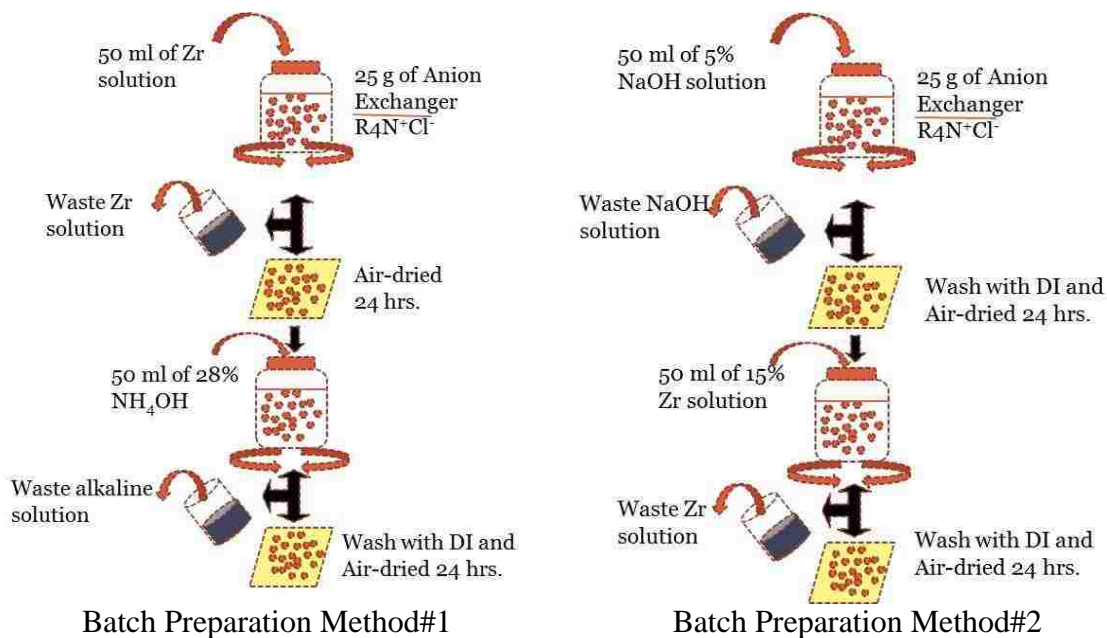 50 ml of Zr
solution
25 g of Anion
Exchanger
R4N⁺Cl⁻
Waste Zr
solution
Air-dried
24 hrs.
50 ml of 28%
NH₄OH
Waste alkaline
solution
Wash with DI and
Air-dried 24 hrs.
Batch Preparation Method#1
50 ml of 5%
NaOH solution
25 g of Anion
Exchanger
R4N⁺Cl⁻
Waste NaOH
solution
Wash with DI and
Air-dried 24 hrs.
50 ml of 15%
Zr solution
Waste Zr
solution
Wash with DI and
Air-dried 24 hrs.
Batch Preparation Method#2